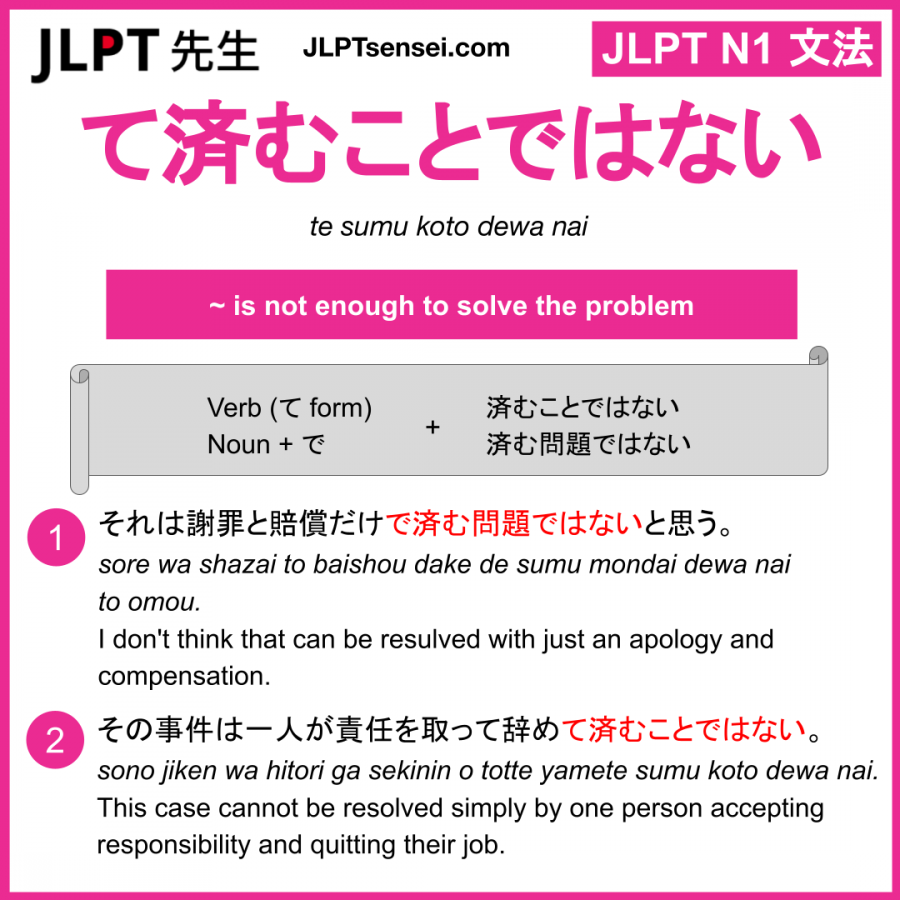 JLPT 先生
JLPTsensei.com
JLPT N1 文法
て済むことではない
te sumu koto dewa nai
~ is not enough to solve the problem
Verb (て form)
Noun + で
+
済むことではない
済む問題ではない
1
それは謝罪と賠償だけで済む問題ではないと思う。
sore wa shazai to baishou dake de sumu mondai dewa nai
to omou.
I don't think that can be resulved with just an apology and
compensation.
2
その事件は一人が責任を取って辞めて済むことではない。
sono jiken wa hitori ga sekinin o totte yamete sumu koto dewa nai.
This case cannot be resolved simply by one person accepting
responsibility and quitting their job.